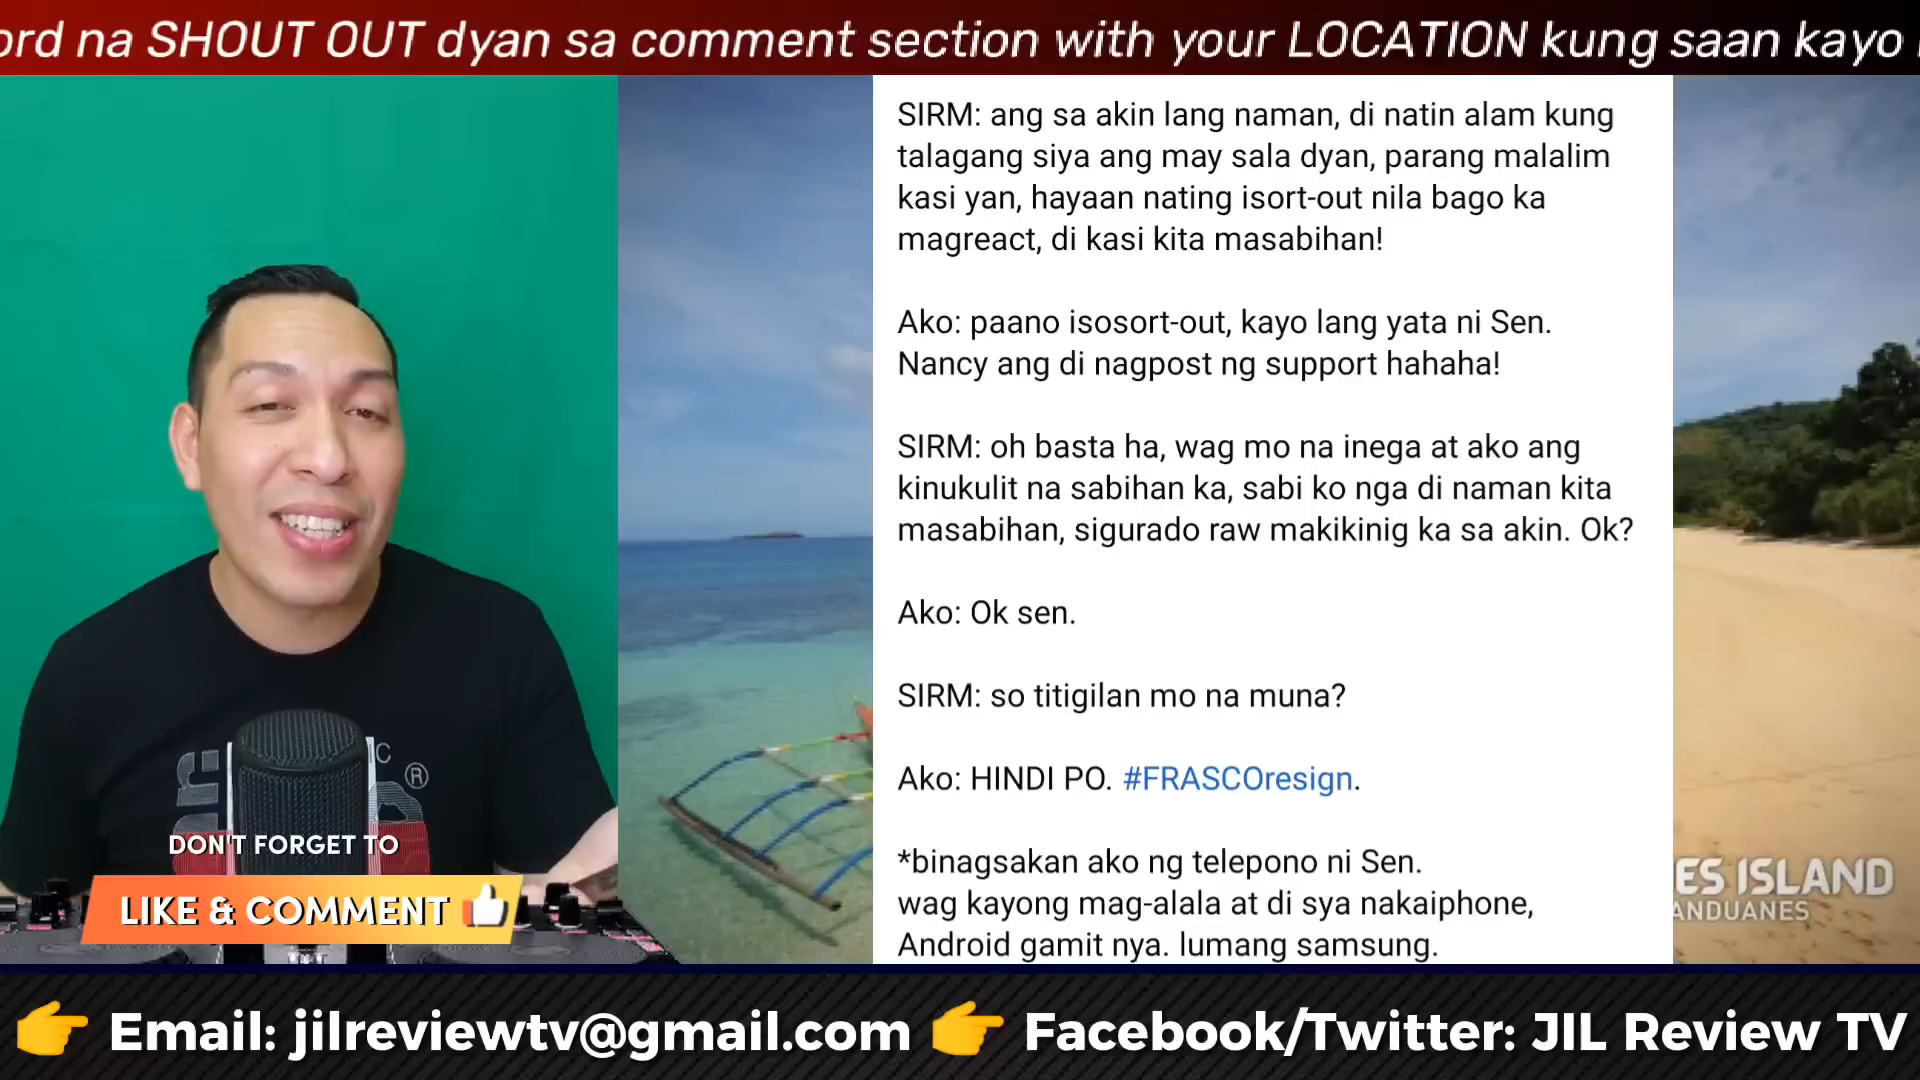 ord na SHOUT OUT dyan sa comment section with your LOCATION kung saan kayo
SIRM: ang sa akin lang naman, di natin alam kung
talagang siya ang may sala dyan, parang malalim
kasi yan, hayaan nating isort-out nila bago ka
magreact, di kasi kita masabihan!
Ako: paano isosort-out, kayo lang yata ni Sen.
Nancy ang di nagpost ng support hahaha!
SIRM: oh basta ha, wag mo na inega at ako ang
kinukulit na sabihan ka, sabi ko nga di naman kita
masabihan, sigurado raw makikinig ka sa akin. Ok?
Ako: Ok sen.
SIRM: so titigilan mo na muna?
Ako: HINDI PO. #FRASCOresign.
*binagsakan ako ng telepono ni Sen.
wag kayong mag-alala at di sya nakaiphone,
Android gamit nya. lumang samsung.
ES ISLAND
ANDUANES
DON'T FORGET TO
LIKE & COMMENT
Email: jilreviewtv@gmail.com
Facebook/Twitter: JIL Review TV